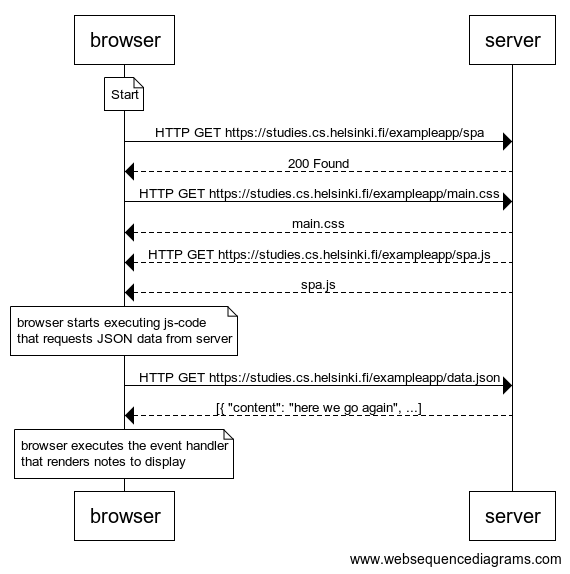 browser server
Start
HTTP GET https://studies.cs.helsinki.fi/exampleapp/spa
200 Found
HTTP GET https://studies.cs.helsinki.fi/exampleapp/main.css
main.css
HTTP GET https://studies.cs.helsinki.fi/exampleapp/spa.js
spa.js
browser starts executing js-code
that requests JSON data from server
HTTP GET https://studies.cs.helsinki.fi/exampleapp/data.json
[{ "content": "here we go again", ...]
browser executes the event handler
that renders notes to display
browser server
www.websequencediagrams.com